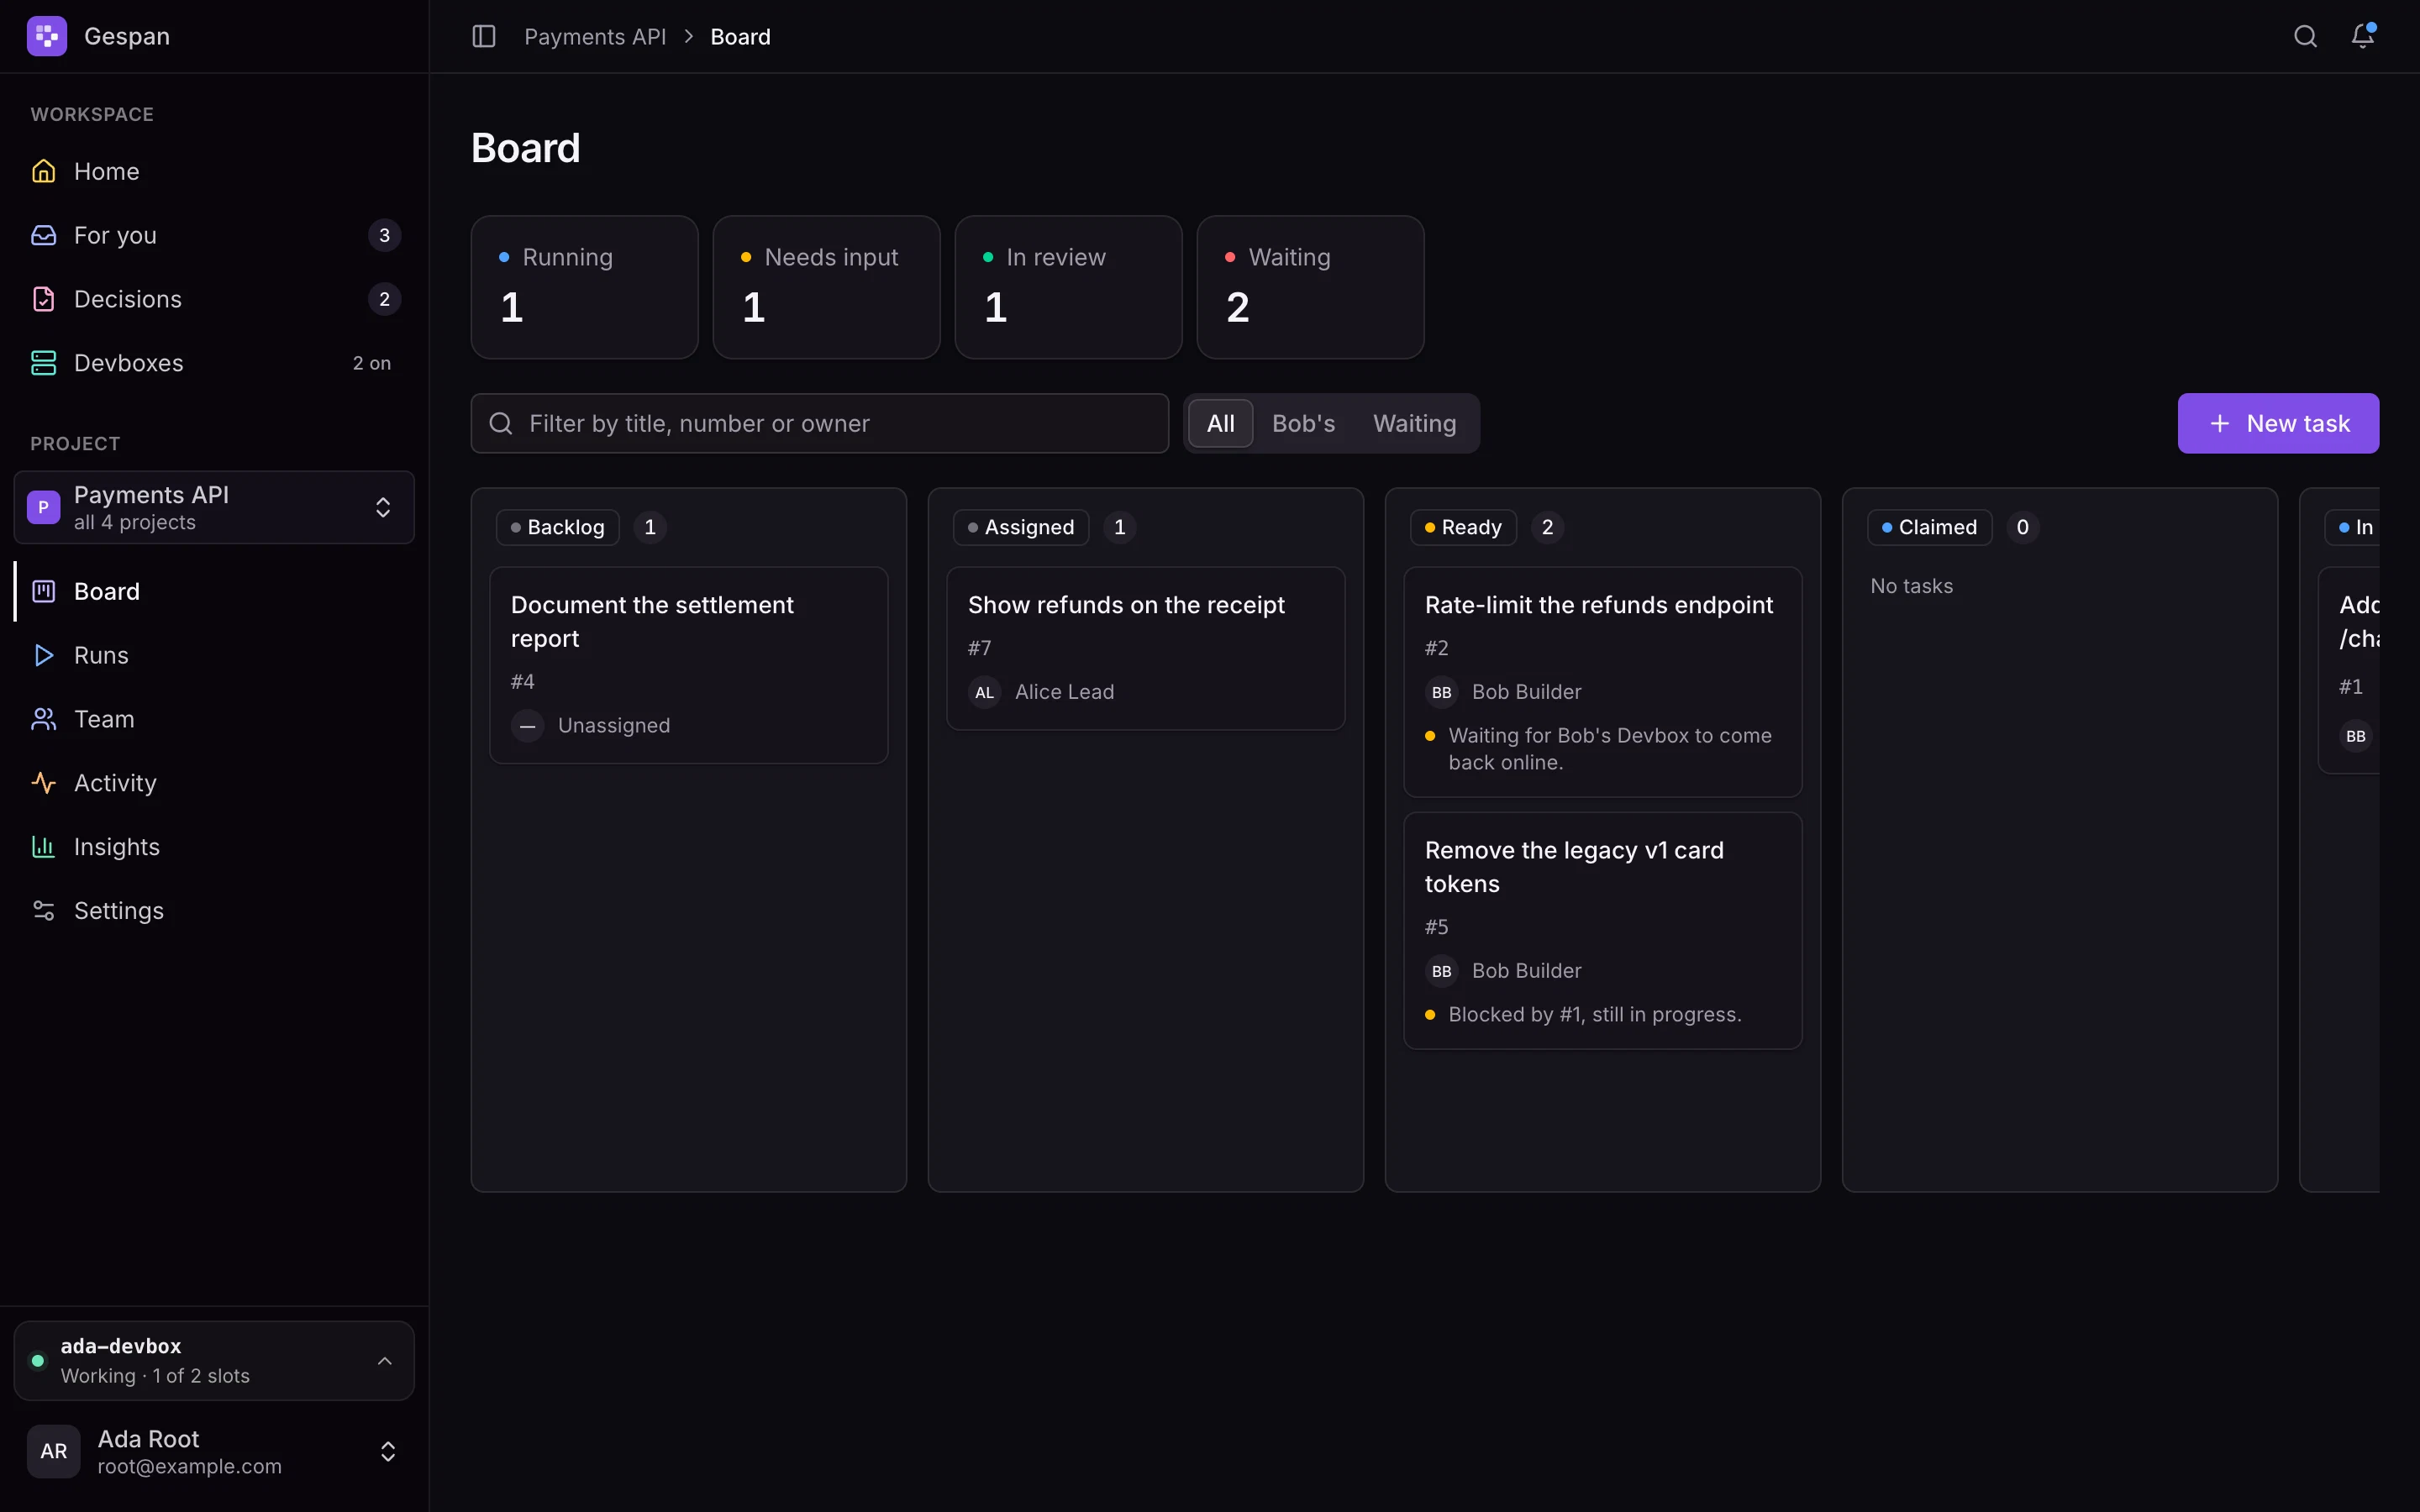 Gespan
Payments API
Board
WORKSPACE
Home
For you
3
Decisions
2
Devboxes
2 on
PROJECT
P
Payments API
all 4 projects
Board
Runs
Team
Activity
Insights
Settings
ada-devbox
Working · 1 of 2 slots
AR
Ada Root
root@example.com
Board
Running
1
Needs input
1
In review
1
Waiting
2
Filter by title, number or owner
All
Bob's
Waiting
+ New task
Backlog
1
Document the settlement
report
#4
— Unassigned
Assigned
1
Show refunds on the receipt
#7
AL Alice Lead
Ready
2
Rate-limit the refunds endpoint
#2
BB Bob Builder
Waiting for Bob's Devbox to come
back online.
Remove the legacy v1 card
tokens
#5
BB Bob Builder
Blocked by #1, still in progress.
Claimed
0
No tasks
In
#1
BB